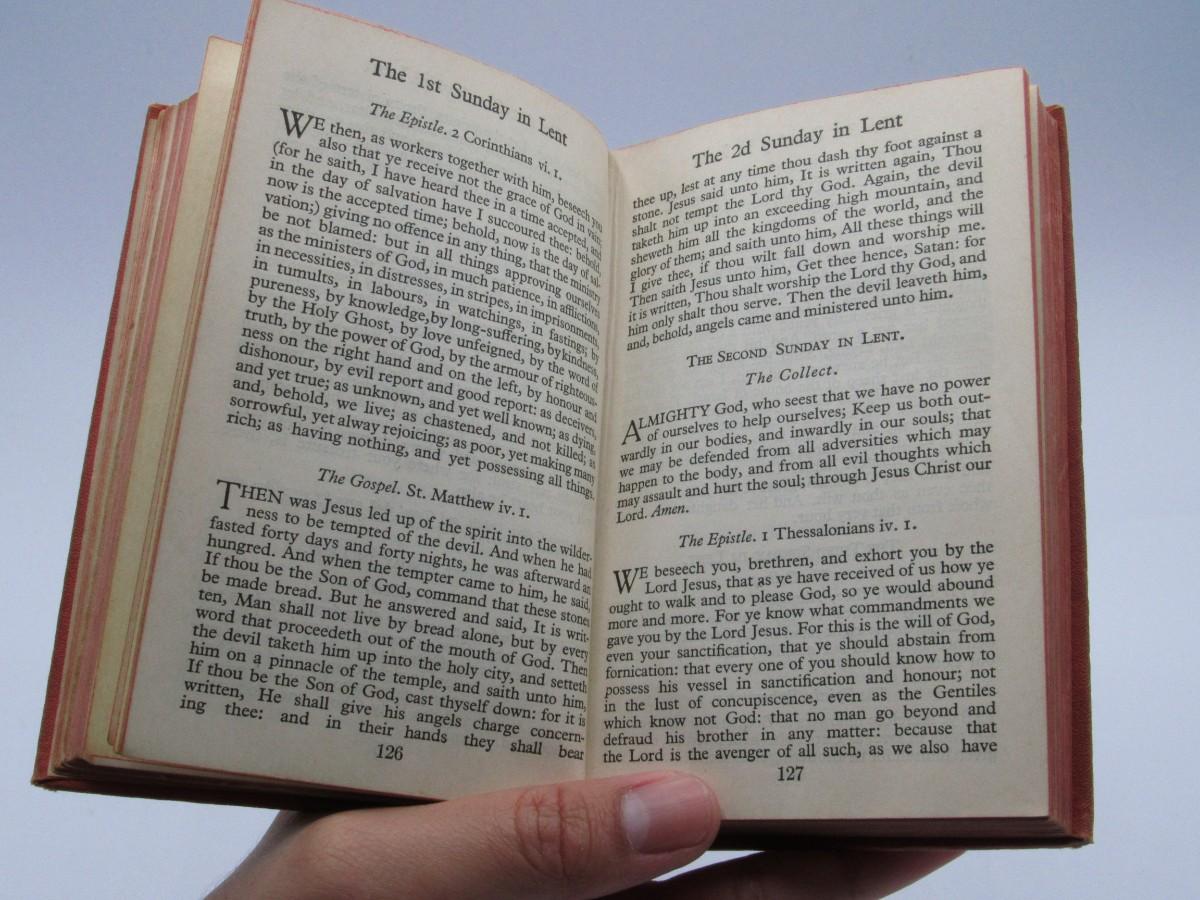 The 1st Sunday in Lent
The Epistle. 2 Corinthians vi. 1.
WE then, as workers together with him, beseech you
also that ye receive not the grace of God in vain;
(for he saith, I have heard thee in a time accepted, and
in the day of salvation have I succoured thee: behold,
now is the accepted time; behold, now is the day of sal-
vation;) giving no offence in any thing, that the ministry
be not blamed: but in all things approving ourselves
as the ministers of God, in much patience, in afflictions,
in necessities, in distresses, in stripes, in imprisonments,
in tumults, in labours, in watchings, in fastings; by
pureness, by knowledge, by long-suffering, by kindness,
by the Holy Ghost, by love unfeigned, by the word of
truth, by the power of God, by the armour of righteous-
ness on the right hand and on the left, by honour and
dishonour, by evil report and good report: as deceivers,
and yet true; as unknown, and yet well known; as dying,
and, behold, we live; as chastened, and not killed; as
sorrowful, yet alway rejoicing; as poor, yet making many
rich; as having nothing, and yet possessing all things.
The Gospel. St. Matthew iv. 1.
THEN was Jesus led up of the spirit into the wilder-
ness to be tempted of the devil. And when he had
fasted forty days and forty nights, he was afterward an
hungred. And when the tempter came to him, he said,
If thou be the Son of God, command that these stones
be made bread. But he answered and said, It is writ-
ten, Man shall not live by bread alone, but by every
word that proceedeth out of the mouth of God. Then
the devil taketh him up into the holy city, and setteth
him on a pinnacle of the temple, and saith unto him,
If thou be the Son of God, cast thyself down: for it is
written, He shall give his angels charge concern-
ing thee: and in their hands they shall bear
126
The 2d Sunday in Lent
thee up, lest at any time thou dash thy foot against a
stone. Jesus said unto him, It is written again, Thou
shalt not tempt the Lord thy God. Again, the devil
taketh him up into an exceeding high mountain, and
sheweth him all the kingdoms of the world, and the
glory of them; and saith unto him, All these things will
I give thee, if thou wilt fall down and worship me.
Then saith Jesus unto him, Get thee hence, Satan: for
it is written, Thou shalt worship the Lord thy God, and
him only shalt thou serve. Then the devil leaveth him,
and, behold, angels came and ministered unto him.
THE SECOND SUNDAY IN LENT.
The Collect.
ALMIGHTY God, who seest that we have no power
of ourselves to help ourselves; Keep us both out-
wardly in our bodies, and inwardly in our souls; that
we may be defended from all adversities which may
happen to the body, and from all evil thoughts which
may assault and hurt the soul; through Jesus Christ our
Lord. Amen.
The Epistle. 1 Thessalonians iv. 1.
WE beseech you, brethren, and exhort you by the
Lord Jesus, that as ye have received of us how ye
ought to walk and to please God, so ye would abound
more and more. For ye know what commandments we
gave you by the Lord Jesus. For this is the will of God,
even your sanctification, that ye should abstain from
fornication: that every one of you should know how to
possess his vessel in sanctification and honour; not
in the lust of concupiscence, even as the Gentiles
which know not God: that no man go beyond and
defraud his brother in any matter: because that
the Lord is the avenger of all such, as we also have
127